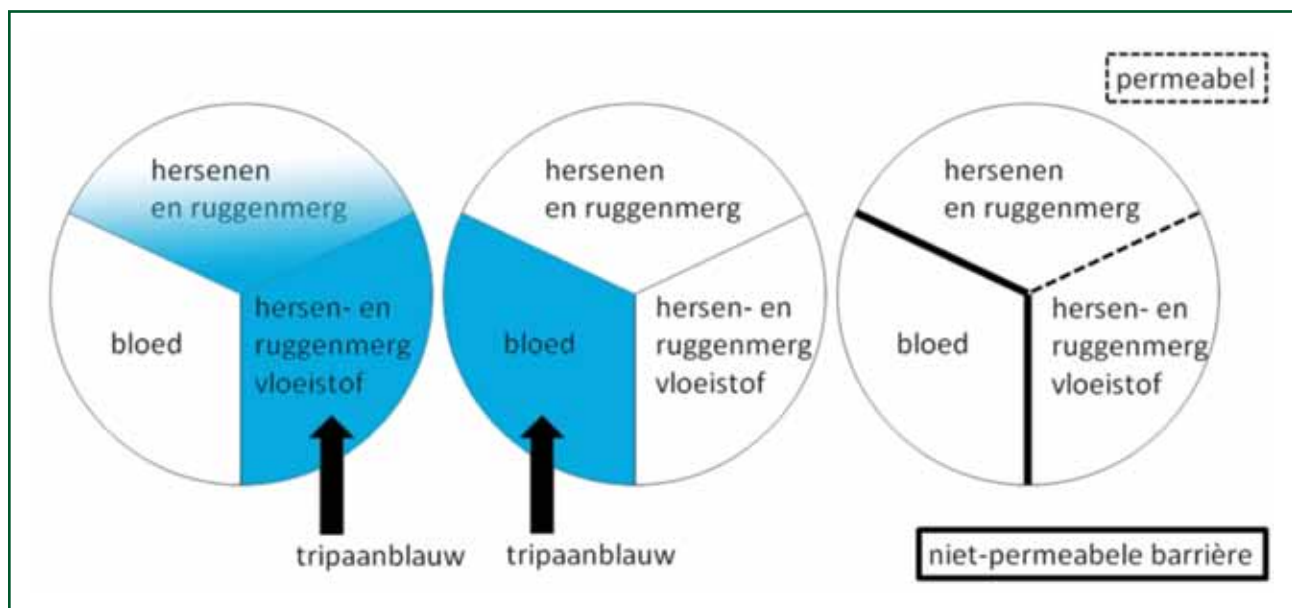 permeabel
hersenen
en ruggenmerg
bloed
hersen- en
ruggenmerg
vloeistof
tripaanblauw
hersenen
en ruggenmerg
bloed
hersen- en
ruggenmerg
vloeistof
tripaanblauw
hersenen
en ruggenmerg
bloed
hersen- en
ruggenmerg
vloeistof
niet-permeabele barrière